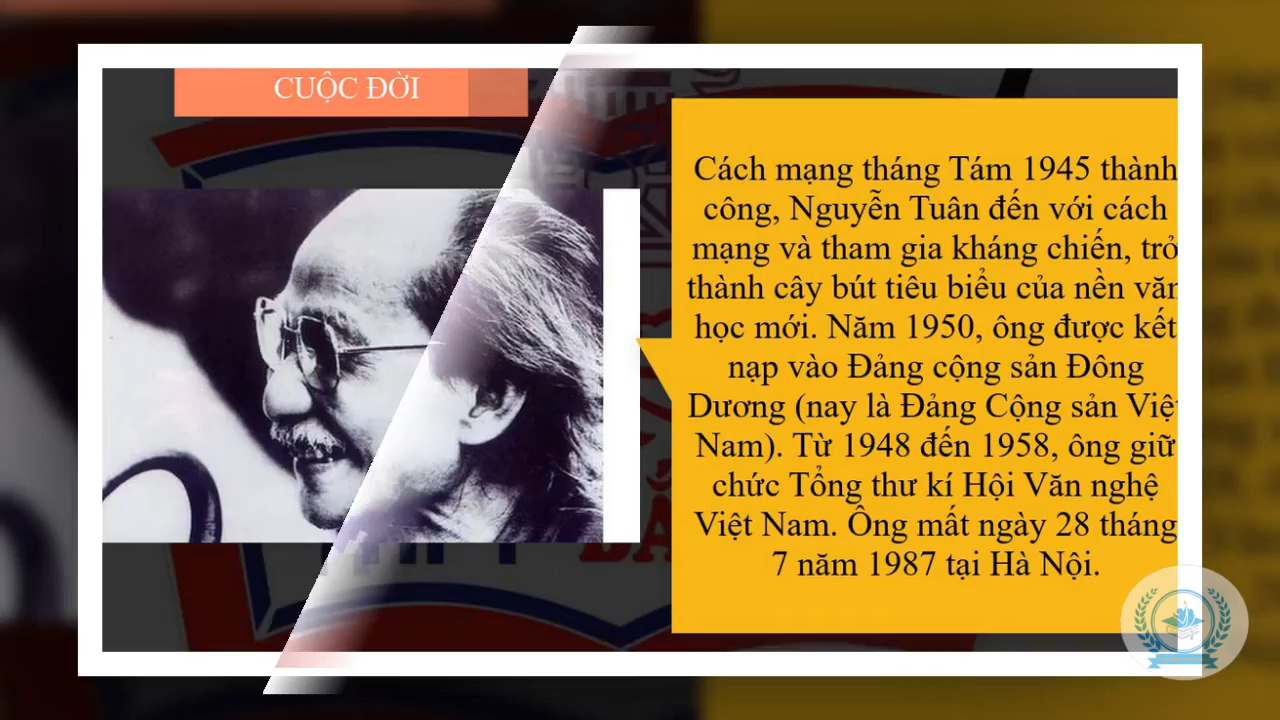 CUỘC ĐỜI
Cách mạng tháng Tám 1945 thành
công, Nguyễn Tuân đến với cách
mạng và tham gia kháng chiến, trở
thành cây bút tiêu biểu của nền văn
học mới. Năm 1950, ông được kết
nạp vào Đảng cộng sản Đông
Dương (nay là Đảng Cộng sản Việt
Nam). Từ 1948 đến 1958, ông giữ
chức Tổng thư kí Hội Văn nghệ
Việt Nam. Ông mất ngày 28 tháng
7 năm 1987 tại Hà Nội.